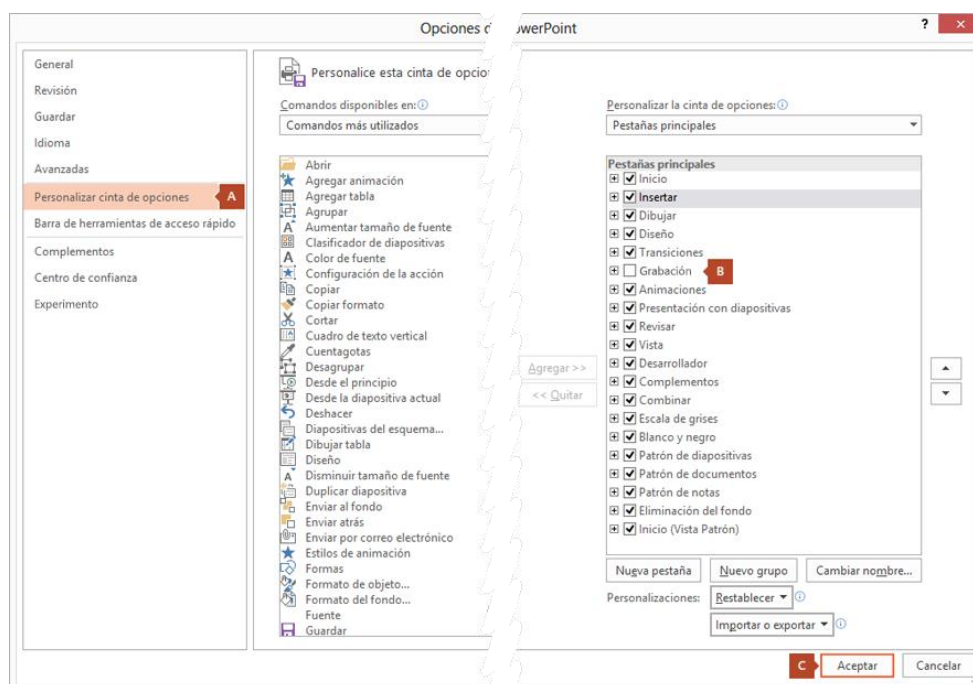 Opciones d
owerPoint
?
×
General
Revisión
Guardar
Idioma
Avanzadas
Personalizar cinta de opciones
A
Barra de herramientas de acceso rápido
Complementos
Centro de confianza
Experimento
Personalice esta cinta de opcio
Comandos disponibles en:
Comandos más utilizados
Abrir
Agregar animación
Agregar tabla
Agrupar
Aumentar tamaño de fuente
Clasificador de diapositivas
Color de fuente
Configuración de la acción
Copiar
Copiar formato
Cortar
Cuadro de texto vertical
Cuentagotas
Desagrupar
Desde el principio
Desde la diapositiva actual
Deshacer
Diapositivas del esquema...
Dibujar tabla
Diseño
Disminuir tamaño de fuente
Duplicar diapositiva
Enviar al fondo
Enviar atrás
Enviar por correo electrónico
Estilos de animación
Formas
Formato de objeto...
Formato del fondo...
Fuente
Guardar
Agregar >>
<< Quitar
Personalizar la cinta de opciones:
Pestañas principales
Pestañas principales
Inicio
Insertar
Dibujar
Diseño
Transiciones
Grabación
B
Animaciones
Presentación con diapositivas
Revisar
Vista
Desarrollador
Complementos
Combinar
Escala de grises
Blanco y negro
Patrón de diapositivas
Patrón de documentos
Patrón de notas
Eliminación del fondo
Inicio (Vista Patrón)
Nueva pestaña
Nuevo grupo
Cambiar nombre...
Personalizaciones:
Restablecer
Importar o exportar
C
Aceptar
Cancelar